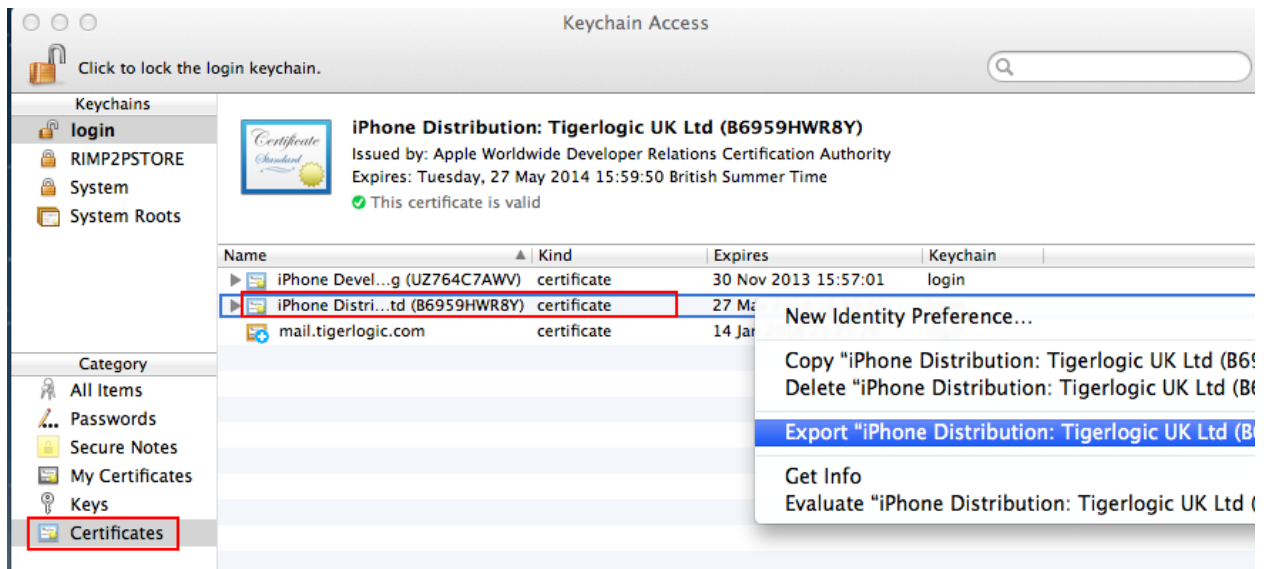 Keychain Access
Click to lock the login keychain.
Keychains
login
RIMP2PSTORE
System
System Roots
Certificate
Standard
iPhone Distribution: Tigerlogic UK Ltd (B6959HWR8Y)
Issued by: Apple Worldwide Developer Relations Certification Authority
Expires: Tuesday, 27 May 2014 15:59:50 British Summer Time
This certificate is valid
Name Kind Expires Keychain
iPhone Devel...g (UZ764C7AWV) certificate 30 Nov 2013 15:57:01 login
iPhone Distri...td (B6959HWR8Y) certificate 27 Ma
mail.tigerlogic.com certificate 14 Jan
New Identity Preference...
Copy "iPhone Distribution: Tigerlogic UK Ltd (B69
Delete "iPhone Distribution: Tigerlogic UK Ltd (B6
Export "iPhone Distribution: Tigerlogic UK Ltd (B
Get Info
Evaluate "iPhone Distribution: Tigerlogic UK Ltd (
Category
All Items
Passwords
Secure Notes
My Certificates
Keys
Certificates